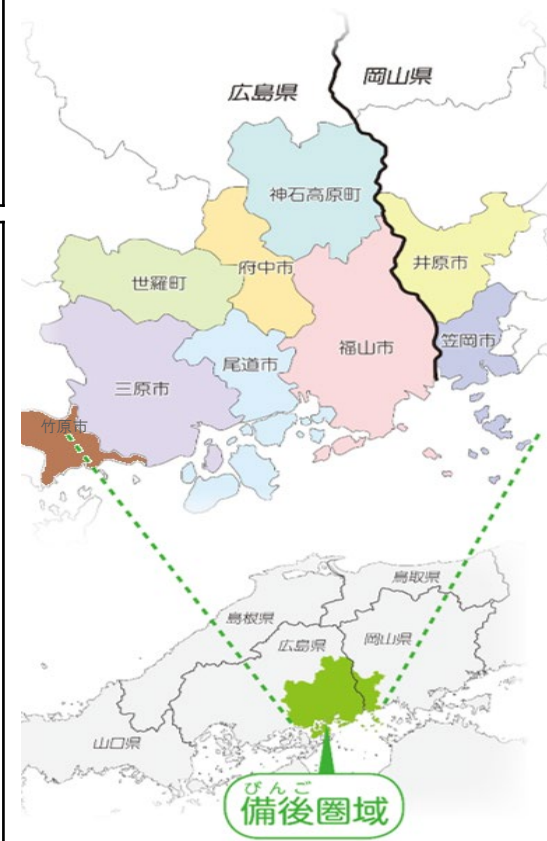 広島県
岡山県
神石高原町
府中市
井原市
世羅町
福山市
笠岡市
尾道市
三原市
竹原市
鳥取県
島根県
広島県
岡山県
山口県
びんご
備後圏域